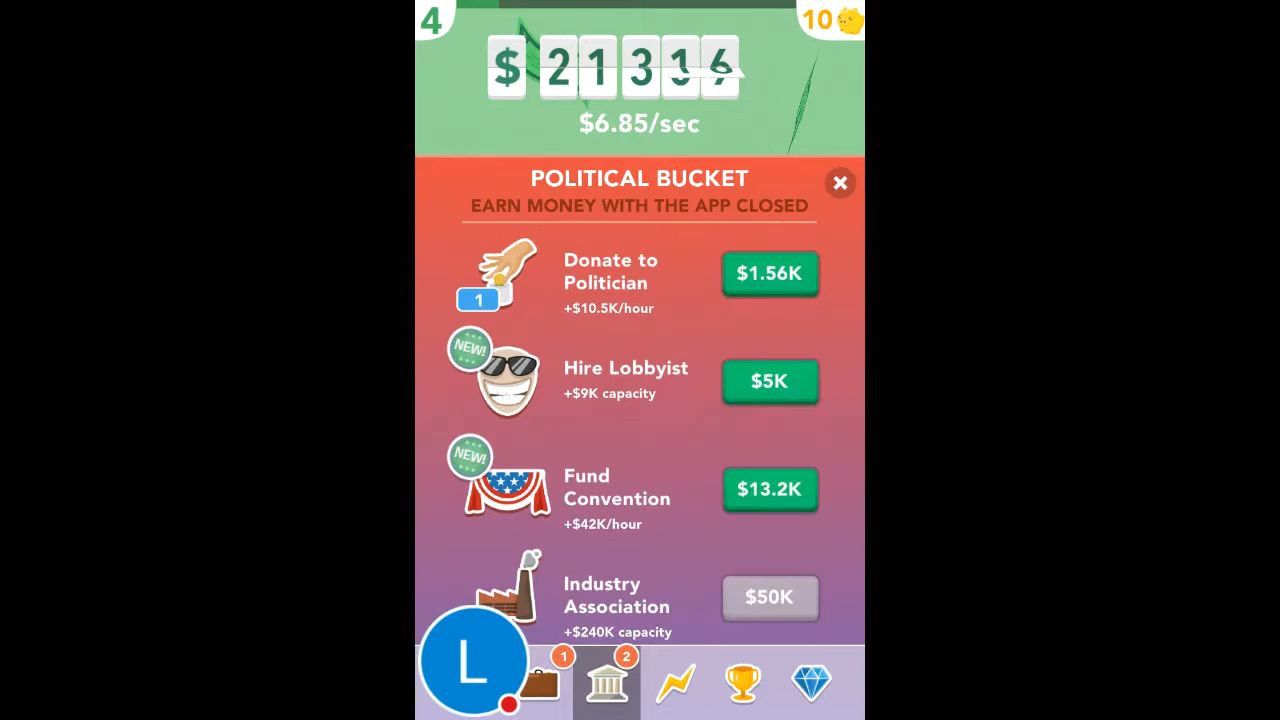 4
10
$ 21 3
$6.85/sec
POLITICAL BUCKET
EARN MONEY WITH THE APP CLOSED
Donate to
Politician
+$10.5K/hour
1
$1.56K
NEW!
Hire Lobbyist
+$9K capacity
$5K
NEW!
Fund
Convention
+$42K/hour
$13.2K
Industry
Association
+$240K capacity
$50K
L
1
2